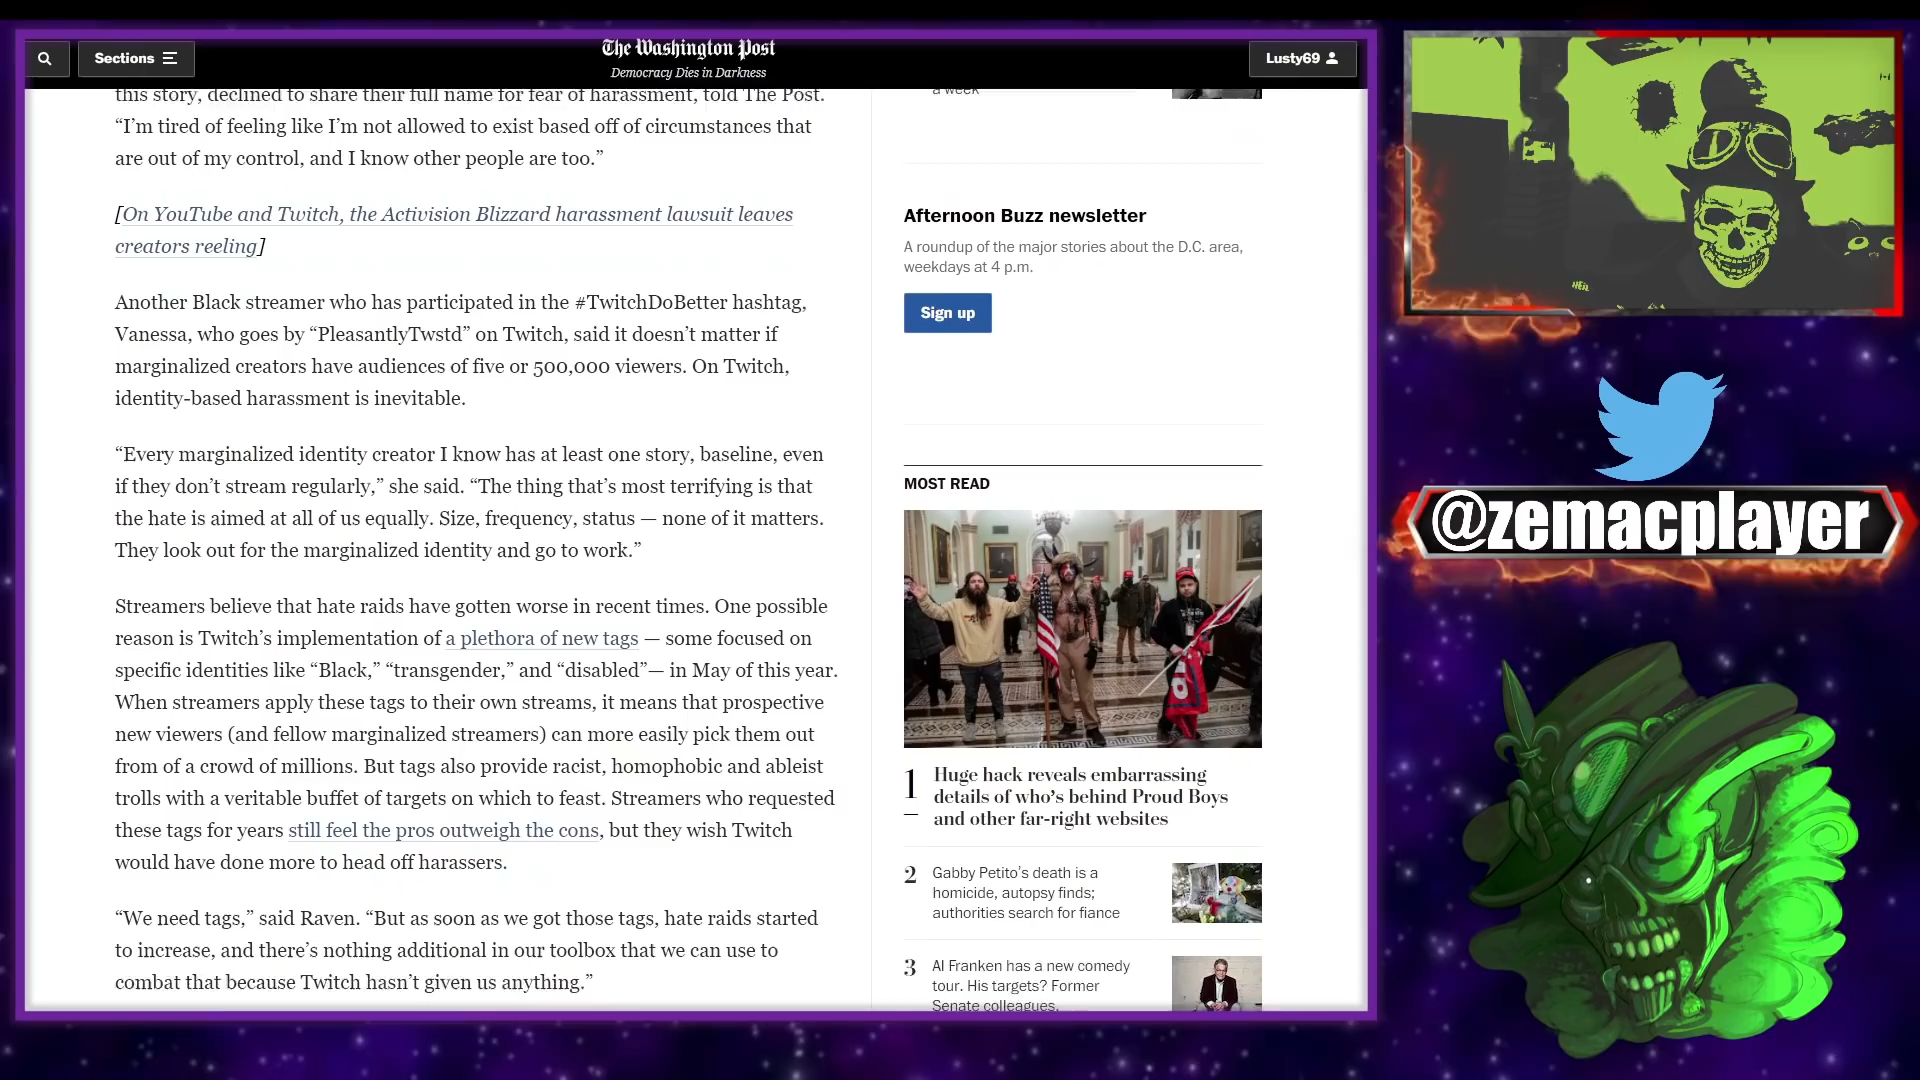 Sections
The Washington Post
Democracy Dies in Darkness
Lusty69
this story, declined to share their full name for fear of harassment, told The Post.
“I’m tired of feeling like I’m not allowed to exist based off of circumstances that
are out of my control, and I know other people are too.”
[On YouTube and Twitch, the Activision Blizzard harassment lawsuit leaves
creators reeling]
Another Black streamer who has participated in the #TwitchDoBetter hashtag,
Vanessa, who goes by “PleasantlyTwstd” on Twitch, said it doesn’t matter if
marginalized creators have audiences of five or 500,000 viewers. On Twitch,
identity-based harassment is inevitable.
“Every marginalized identity creator I know has at least one story, baseline, even
if they don’t stream regularly,” she said. “The thing that’s most terrifying is that
the hate is aimed at all of us equally. Size, frequency, status — none of it matters.
They look out for the marginalized identity and go to work.”
Streamers believe that hate raids have gotten worse in recent times. One possible
reason is Twitch’s implementation of a plethora of new tags — some focused on
specific identities like “Black,” “transgender,” and “disabled”— in May of this year.
When streamers apply these tags to their own streams, it means that prospective
new viewers (and fellow marginalized streamers) can more easily pick them out
from of a crowd of millions. But tags also provide racist, homophobic and ableist
trolls with a veritable buffet of targets on which to feast. Streamers who requested
these tags for years still feel the pros outweigh the cons, but they wish Twitch
would have done more to head off harassers.
“We need tags,” said Raven. “But as soon as we got those tags, hate raids started
to increase, and there’s nothing additional in our toolbox that we can use to
combat that because Twitch hasn’t given us anything.”
a week
Afternoon Buzz newsletter
A roundup of the major stories about the D.C. area,
weekdays at 4 p.m.
Sign up
MOST READ
1
Huge hack reveals embarrassing
details of who’s behind Proud Boys
and other far-right websites
2
Gabby Petito’s death is a
homicide, autopsy finds;
authorities search for fiance
3
Al Franken has a new comedy
tour. His targets? Former
Senate colleagues.
@zemacplayer